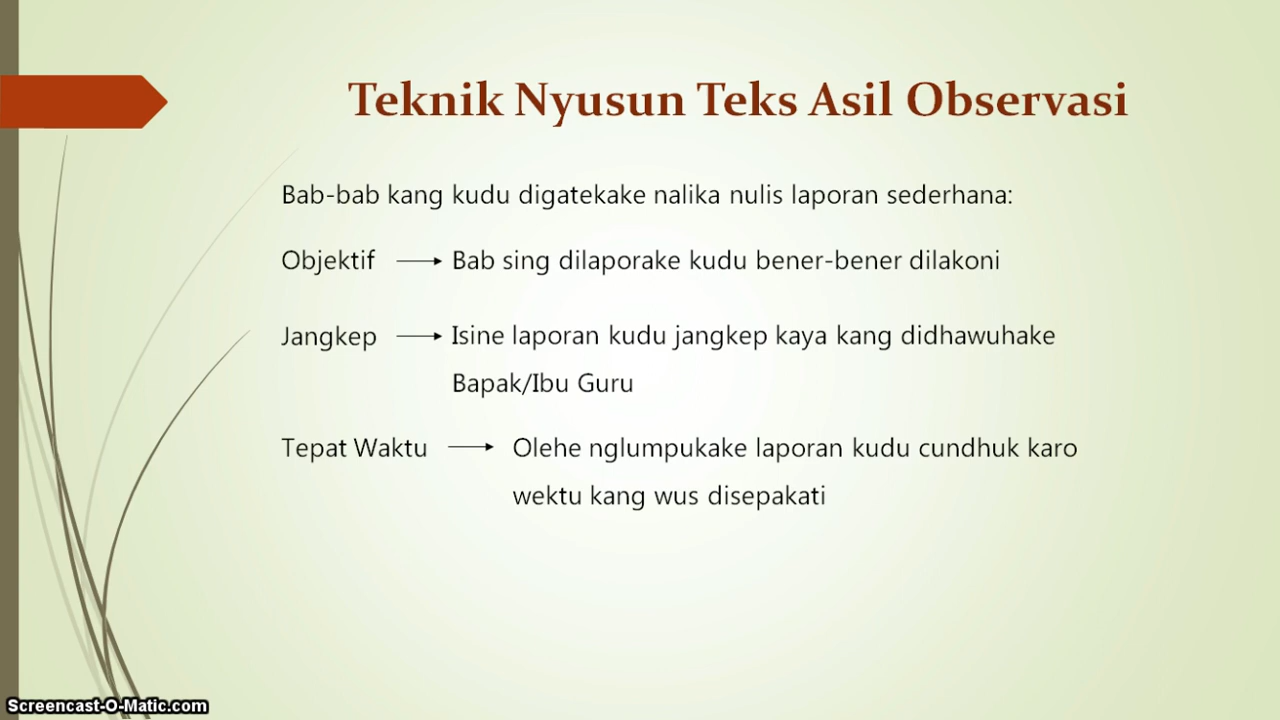 Teknik Nyusun Teks Asil Observasi
Bab-bab kang kudu digatekake nalika nulis laporan sederhana:
Objektif → Bab sing dilaporake kudu bener-bener dilakoni
Jangkep → Isine laporan kudu jangkep kaya kang didhawuhake
Bapak/Ibu Guru
Tepat Waktu → Olehe nglumpukake laporan kudu cundhuk karo
wektu kang wus disepakati
Screencast-O-Matic.com